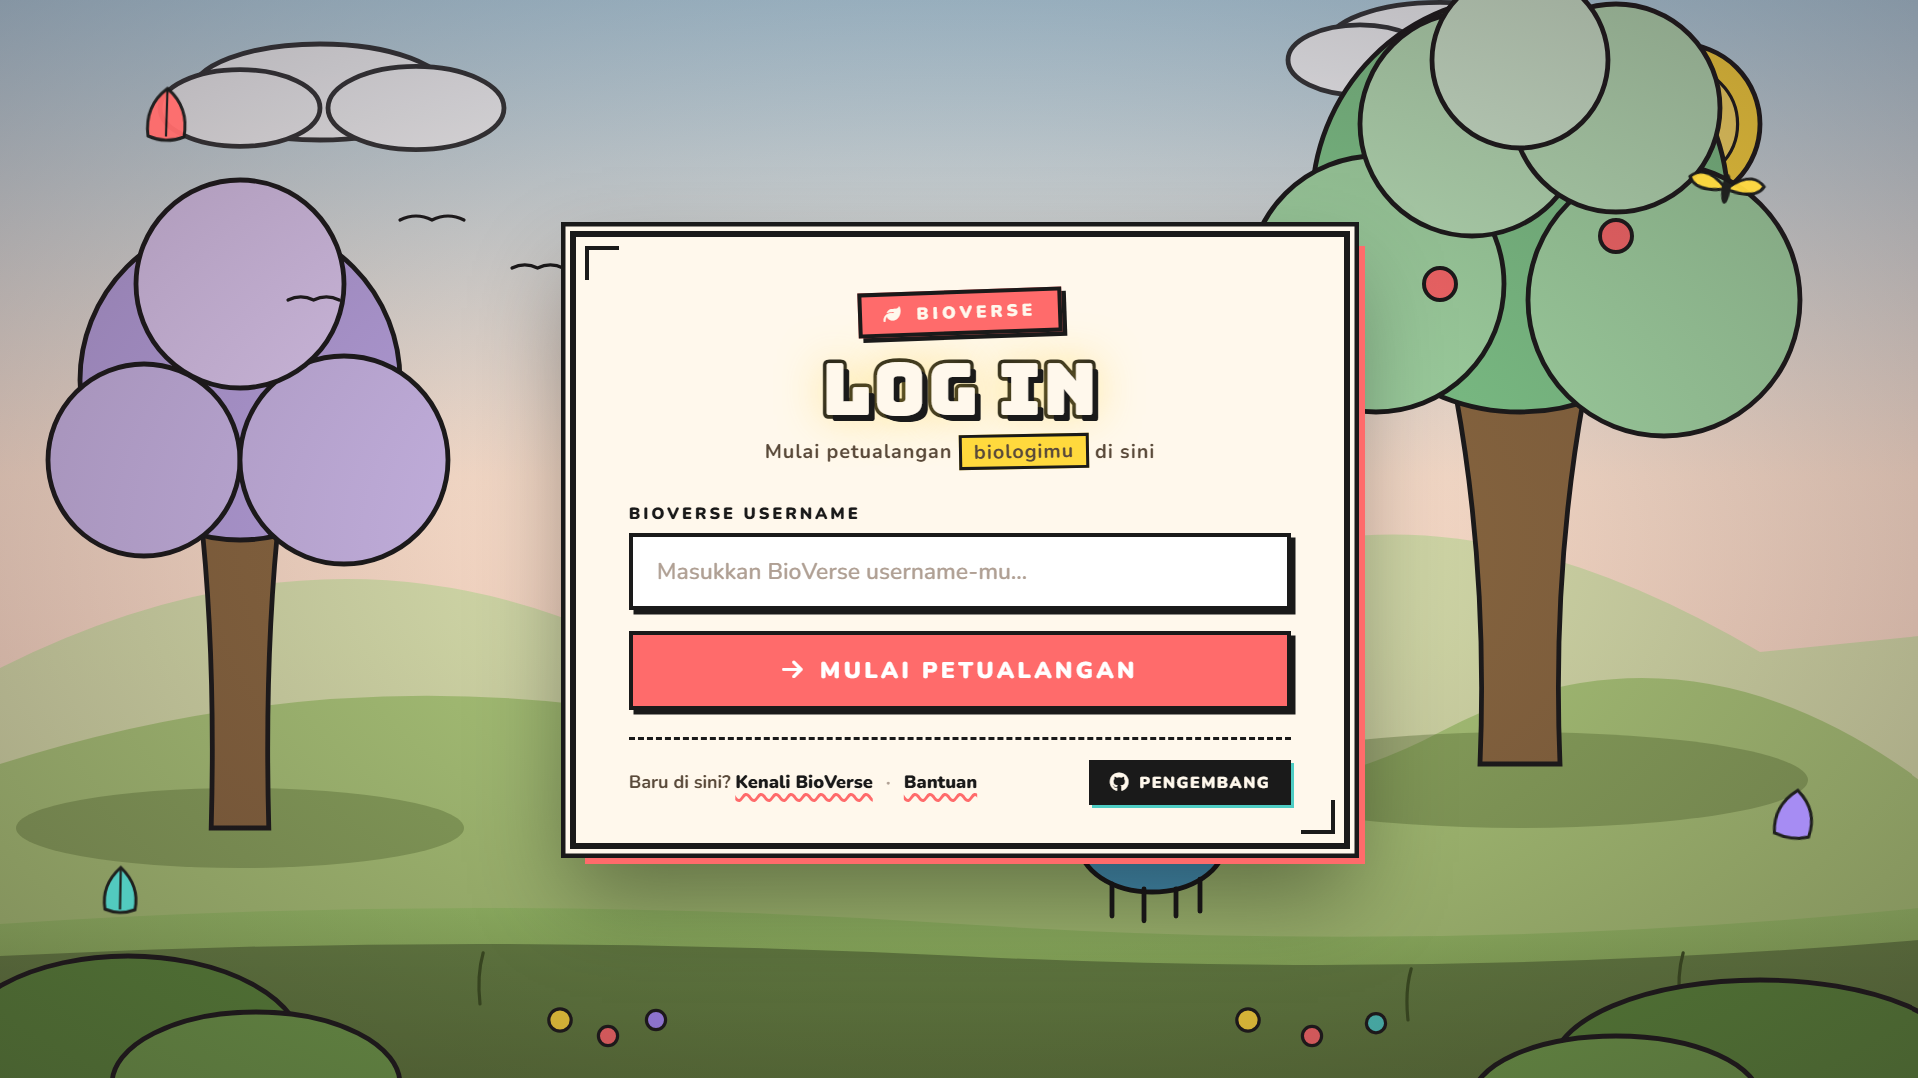 BIOVERSE
LOG IN
Mulai petualangan biologimu di sini
BIOVERSE USERNAME
Masukkan BioVerse username-mu...
MULAI PETUALANGAN
Baru di sini? Kenali BioVerse · Bantuan
PENGEMBANG